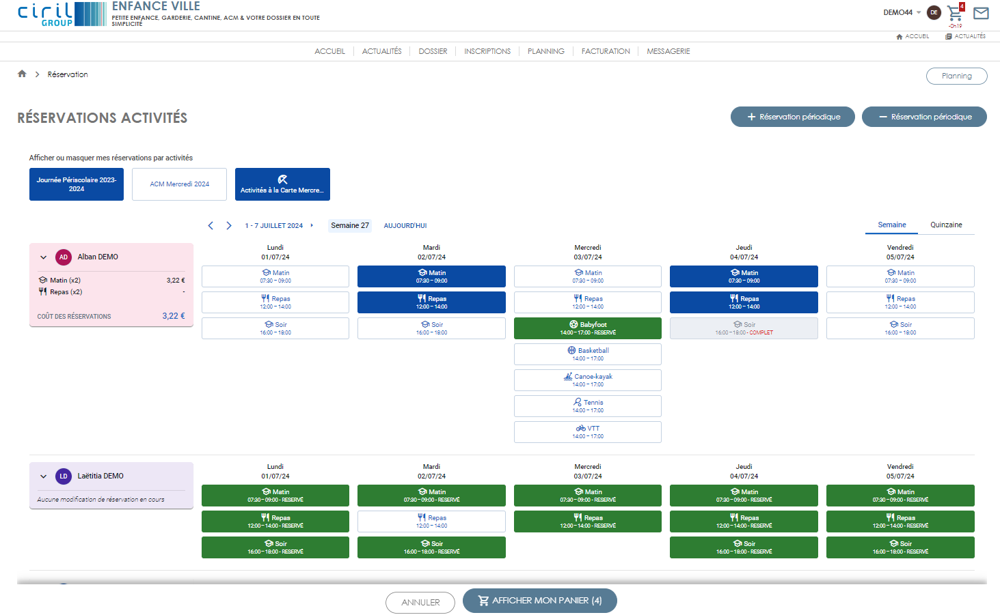 ciril
GROUP
ENFANCE VILLE
PETITE ENFANCE, GARDERIE, CANTINE, ACM & VOTRE DOSSIER EN TOUTE
SIMPLICITÉ
DEMO44
DE
4
-0h19
ACCUEIL
ACTUALITÉS
ACCUEIL
ACTUALITÉS
DOSSIER
INSCRIPTIONS
PLANNING
FACTURATION
MESSAGERIE
Réservation
Planning
RÉSERVATIONS ACTIVITÉS
+ Réservation périodique
− Réservation périodique
Afficher ou masquer mes réservations par activités
Journée Périscolaire 2023-
2024
ACM Mercredi 2024
Activités à la Carte Mercre...
1 - 7 JUILLET 2024
Semaine 27
AUJOURD'HUI
Semaine
Quinzaine
AD
Alban DEMO
Matin (x2)
3,22 €
Repas (x2)
-
COÛT DES RÉSERVATIONS
3,22 €
Lundi
01/07/24
Matin
07:30 – 09:00
Repas
12:00 – 14:00
Soir
16:00 – 18:00
Mardi
02/07/24
Matin
07:30 – 09:00
Repas
12:00 – 14:00
Soir
16:00 – 18:00
Mercredi
03/07/24
Matin
07:30 – 09:00
Repas
12:00 – 14:00
Babyfoot
14:00 – 17:00 - RESERVÉ
Basketball
14:00 – 17:00
Canoe-kayak
14:00 – 17:00
Tennis
14:00 – 17:00
VTT
14:00 – 17:00
Jeudi
04/07/24
Matin
07:30 – 09:00
Repas
12:00 – 14:00
Soir
16:00 – 18:00 - COMPLET
Vendredi
05/07/24
Matin
07:30 – 09:00
Repas
12:00 – 14:00
Soir
16:00 – 18:00
LD
Laëtitia DEMO
Aucune modification de réservation en cours
Lundi
01/07/24
Matin
07:30 – 09:00 - RESERVÉ
Repas
12:00 – 14:00 - RESERVÉ
Soir
16:00 – 18:00 - RESERVÉ
Mardi
02/07/24
Matin
07:30 – 09:00 - RESERVÉ
Repas
12:00 – 14:00
Soir
16:00 – 18:00 - RESERVÉ
Mercredi
03/07/24
Matin
07:30 – 09:00 - RESERVÉ
Repas
12:00 – 14:00 - RESERVÉ
Jeudi
04/07/24
Matin
07:30 – 09:00 - RESERVÉ
Repas
12:00 – 14:00 - RESERVÉ
Soir
16:00 – 18:00 - RESERVÉ
Vendredi
05/07/24
Matin
07:30 – 09:00 - RESERVÉ
Repas
12:00 – 14:00 - RESERVÉ
Soir
16:00 – 18:00 - RESERVÉ
ANNULER
AFFICHER MON PANIER (4)